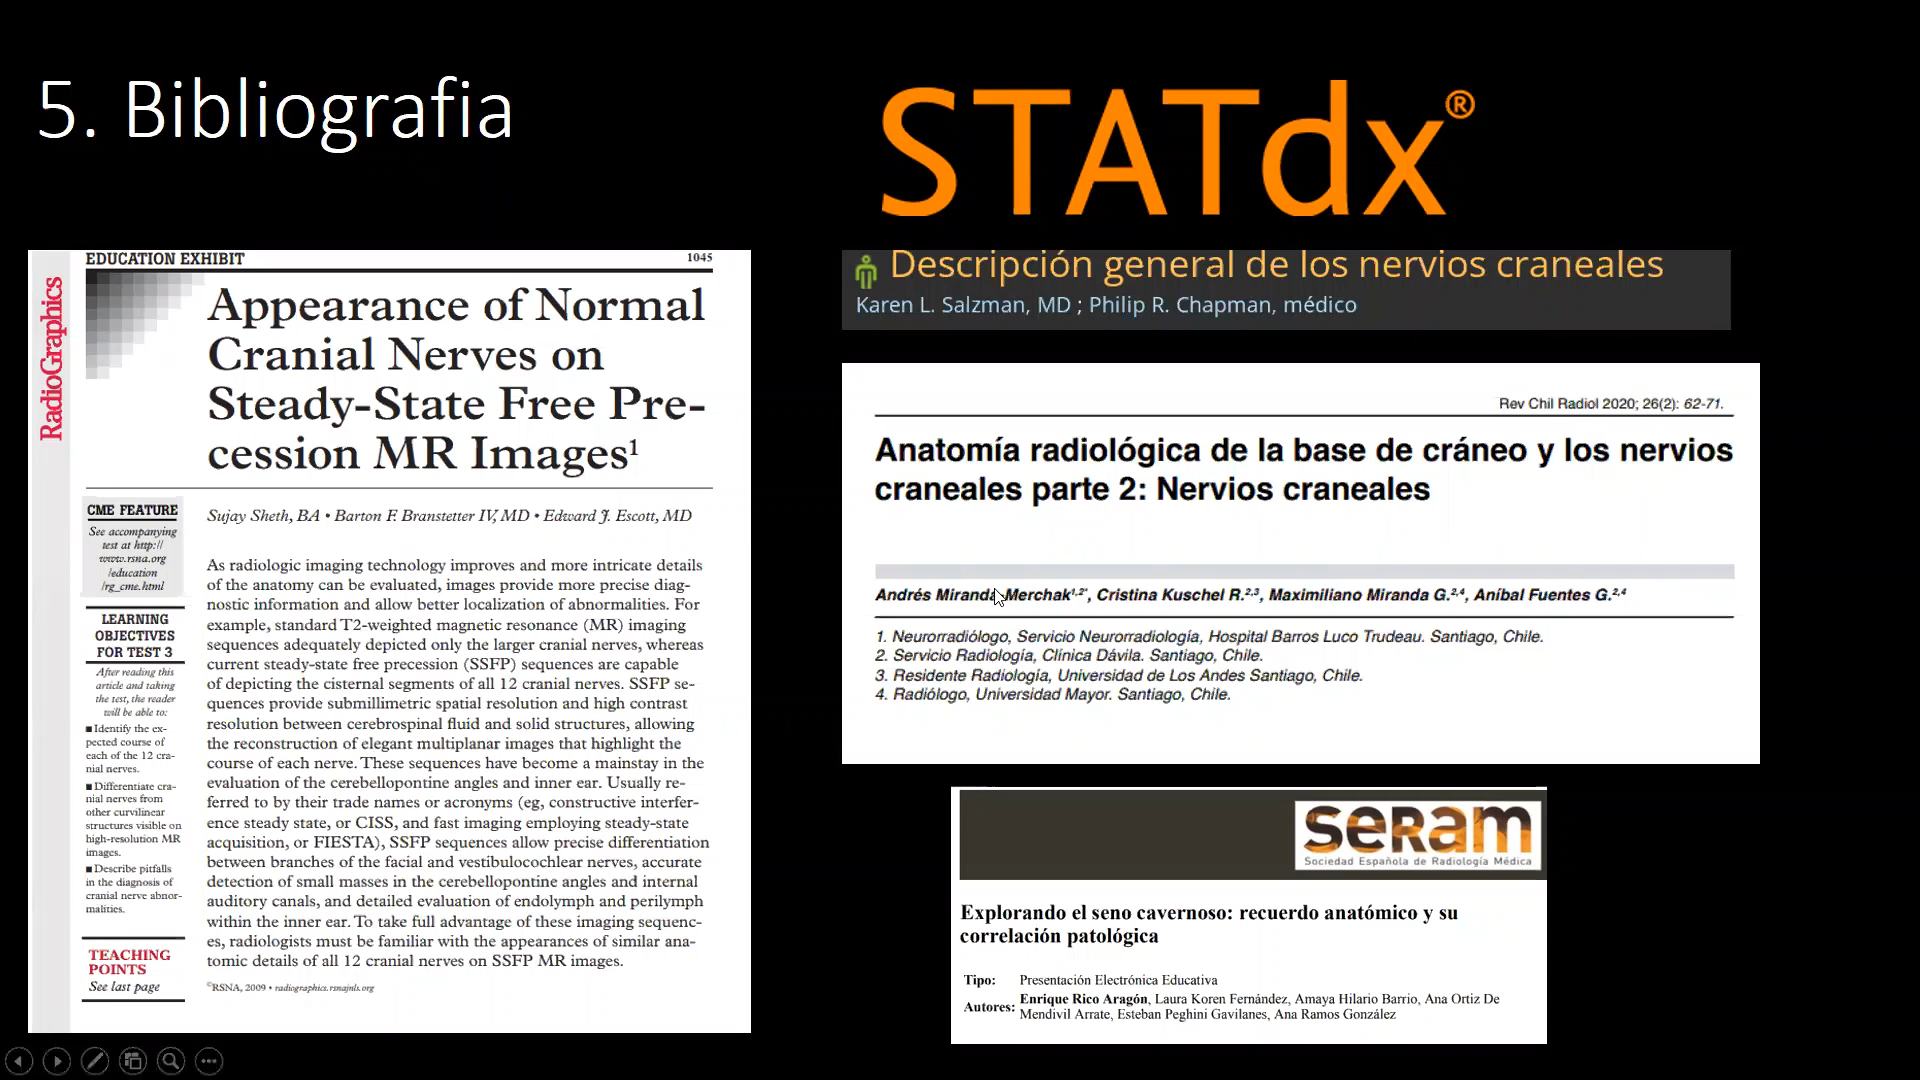 5. Bibliografia
STATdx®
EDUCATION EXHIBIT
1045
RadioGraphics
Appearance of Normal
Cranial Nerves on
Steady-State Free Pre-
cession MR Images¹
CME FEATURE
See accompanying
test at http://
www.rsna.org
/education
/rg_cme.html
LEARNING
OBJECTIVES
FOR TEST 3
After reading this
article and taking
the test, the reader
will be able to:
■ Identify the ex-
pected course of
each of the 12 cra-
nial nerves.
■ Differentiate cra-
nial nerves from
other curvilinear
structures visible on
high-resolution MR
images.
■ Describe pitfalls
in the diagnosis of
cranial nerve abnor-
malities.
TEACHING
POINTS
See last page
Sujay Sheth, BA • Barton F. Branstetter IV, MD • Edward J. Escott, MD
As radiologic imaging technology improves and more intricate details
of the anatomy can be evaluated, images provide more precise diag-
nostic information and allow better localization of abnormalities. For
example, standard T2-weighted magnetic resonance (MR) imaging
sequences adequately depicted only the larger cranial nerves, whereas
current steady-state free precession (SSFP) sequences are capable
of depicting the cisternal segments of all 12 cranial nerves. SSFP se-
quences provide submillimetric spatial resolution and high contrast
resolution between cerebrospinal fluid and solid structures, allowing
the reconstruction of elegant multiplanar images that highlight the
course of each nerve. These sequences have become a mainstay in the
evaluation of the cerebellopontine angles and inner ear. Usually re-
ferred to by their trade names or acronyms (eg, constructive interfer-
ence steady state, or CISS, and fast imaging employing steady-state
acquisition, or FIESTA), SSFP sequences allow precise differentiation
between branches of the facial and vestibulocochlear nerves, accurate
detection of small masses in the cerebellopontine angles and internal
auditory canals, and detailed evaluation of endolymph and perilymph
within the inner ear. To take full advantage of these imaging sequenc-
es, radiologists must be familiar with the appearances of similar ana-
tomic details of all 12 cranial nerves on SSFP MR images.
©RSNA, 2009 • radiographics.rsnajnls.org
Descripción general de los nervios craneales
Karen L. Salzman, MD ; Philip R. Chapman, médico
Rev Chil Radiol 2020; 26(2): 62-71.
Anatomía radiológica de la base de cráneo y los nervios
craneales parte 2: Nervios craneales
Andrés Miranda Merchak¹,²*, Cristina Kuschel R.²,³, Maximiliano Miranda G.²,⁴, Aníbal Fuentes G.²,⁴
1. Neurorradiólogo, Servicio Neurorradiología, Hospital Barros Luco Trudeau. Santiago, Chile.
2. Servicio Radiología, Clínica Dávila. Santiago, Chile.
3. Residente Radiología, Universidad de Los Andes Santiago, Chile.
4. Radiólogo, Universidad Mayor. Santiago, Chile.
seRam
Sociedad Española de Radiología Médica
Explorando el seno cavernoso: recuerdo anatómico y su
correlación patológica
Tipo: Presentación Electrónica Educativa
Autores: Enrique Rico Aragón, Laura Koren Fernández, Amaya Hilario Barrio, Ana Ortiz De
Mendivil Arrate, Esteban Peghini Gavilanes, Ana Ramos González